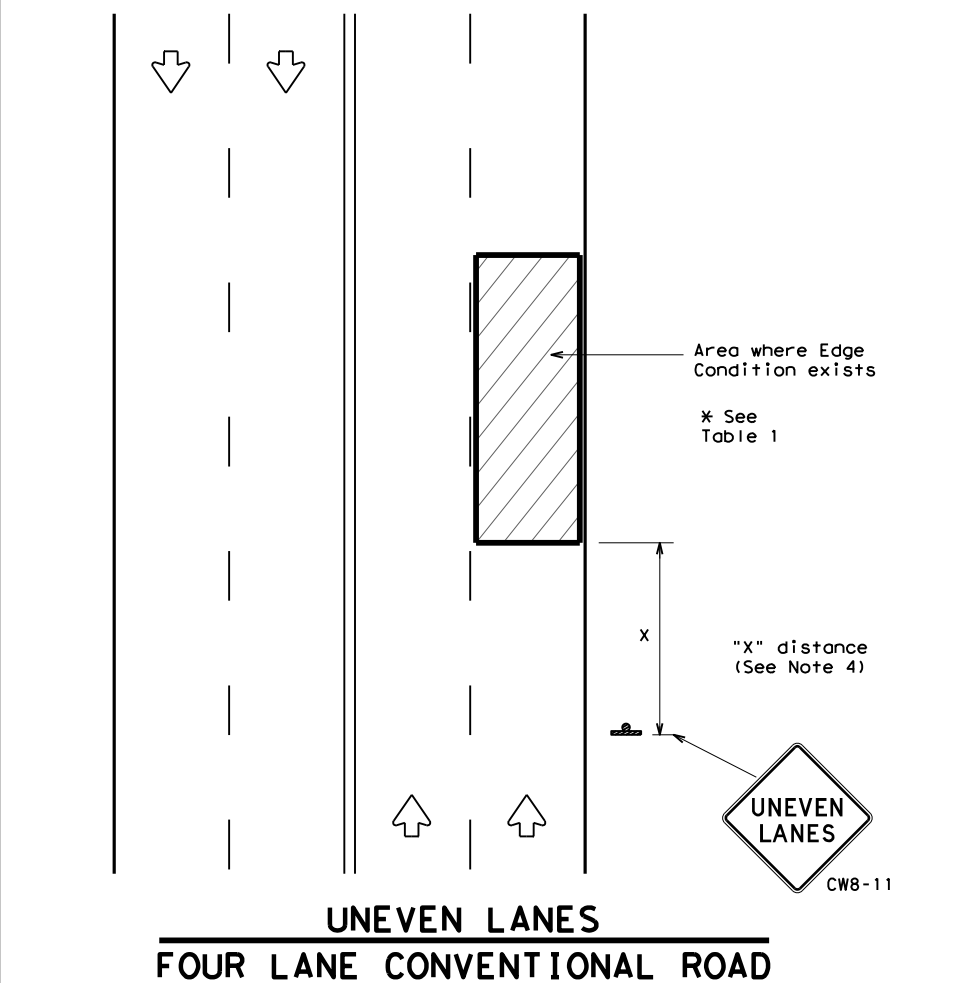 Area where Edge
Condition exists
* See
Table 1
X
"X" distance
(See Note 4)
UNEVEN
LANES
CW8-11
UNEVEN LANES
FOUR LANE CONVENTIONAL ROAD